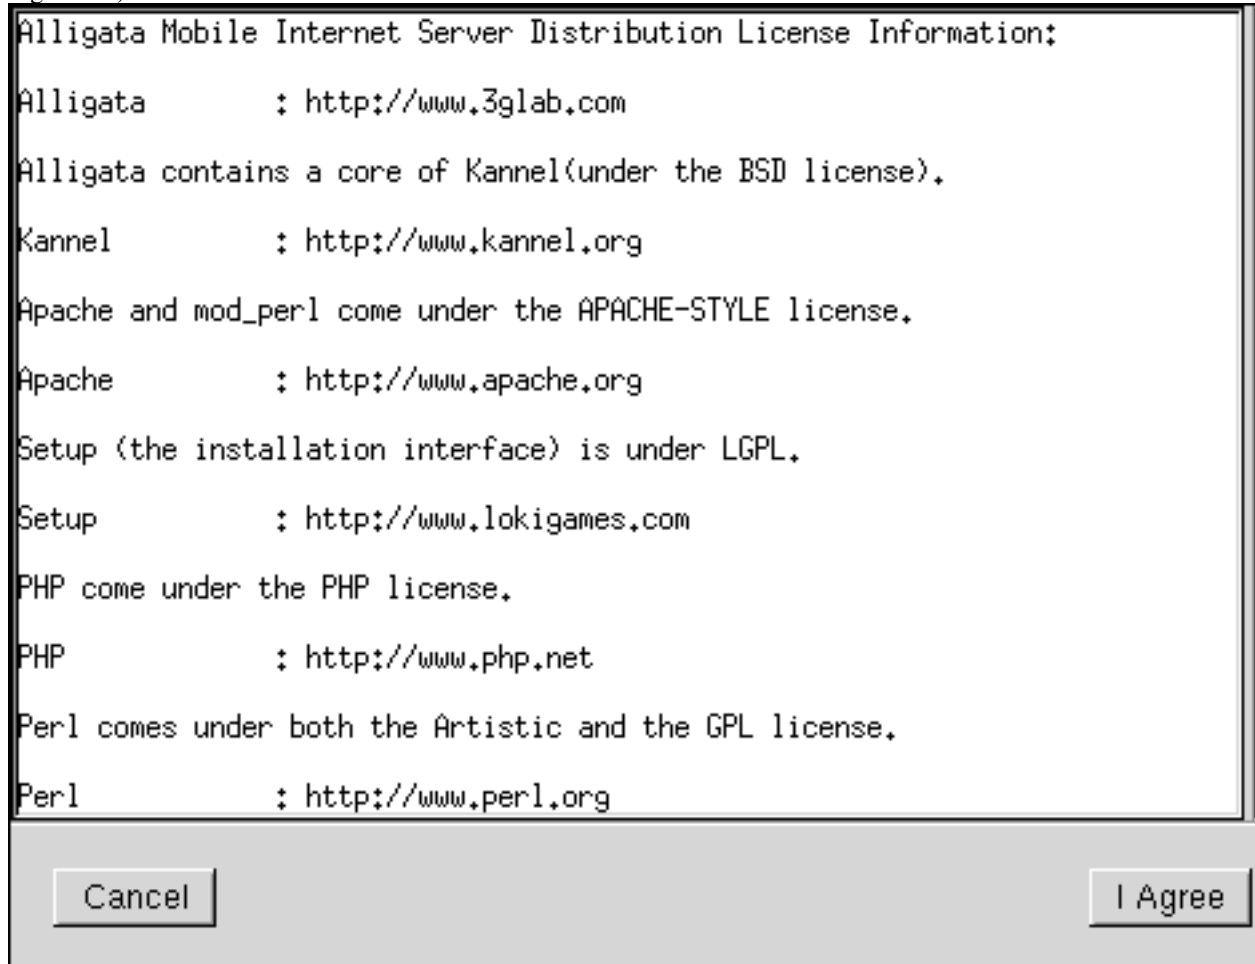 Alligata Mobile Internet Server Distribution License Information:
Alligata        : http://www.3glab.com
Alligata contains a core of Kannel(under the BSD license).
Kannel          : http://www.kannel.org
Apache and mod_perl come under the APACHE-STYLE license.
Apache          : http://www.apache.org
Setup (the installation interface) is under LGPL.
Setup           : http://www.lokigames.com
PHP come under the PHP license.
PHP             : http://www.php.net
Perl comes under both the Artistic and the GPL license.
Perl            : http://www.perl.org
Cancel I Agree